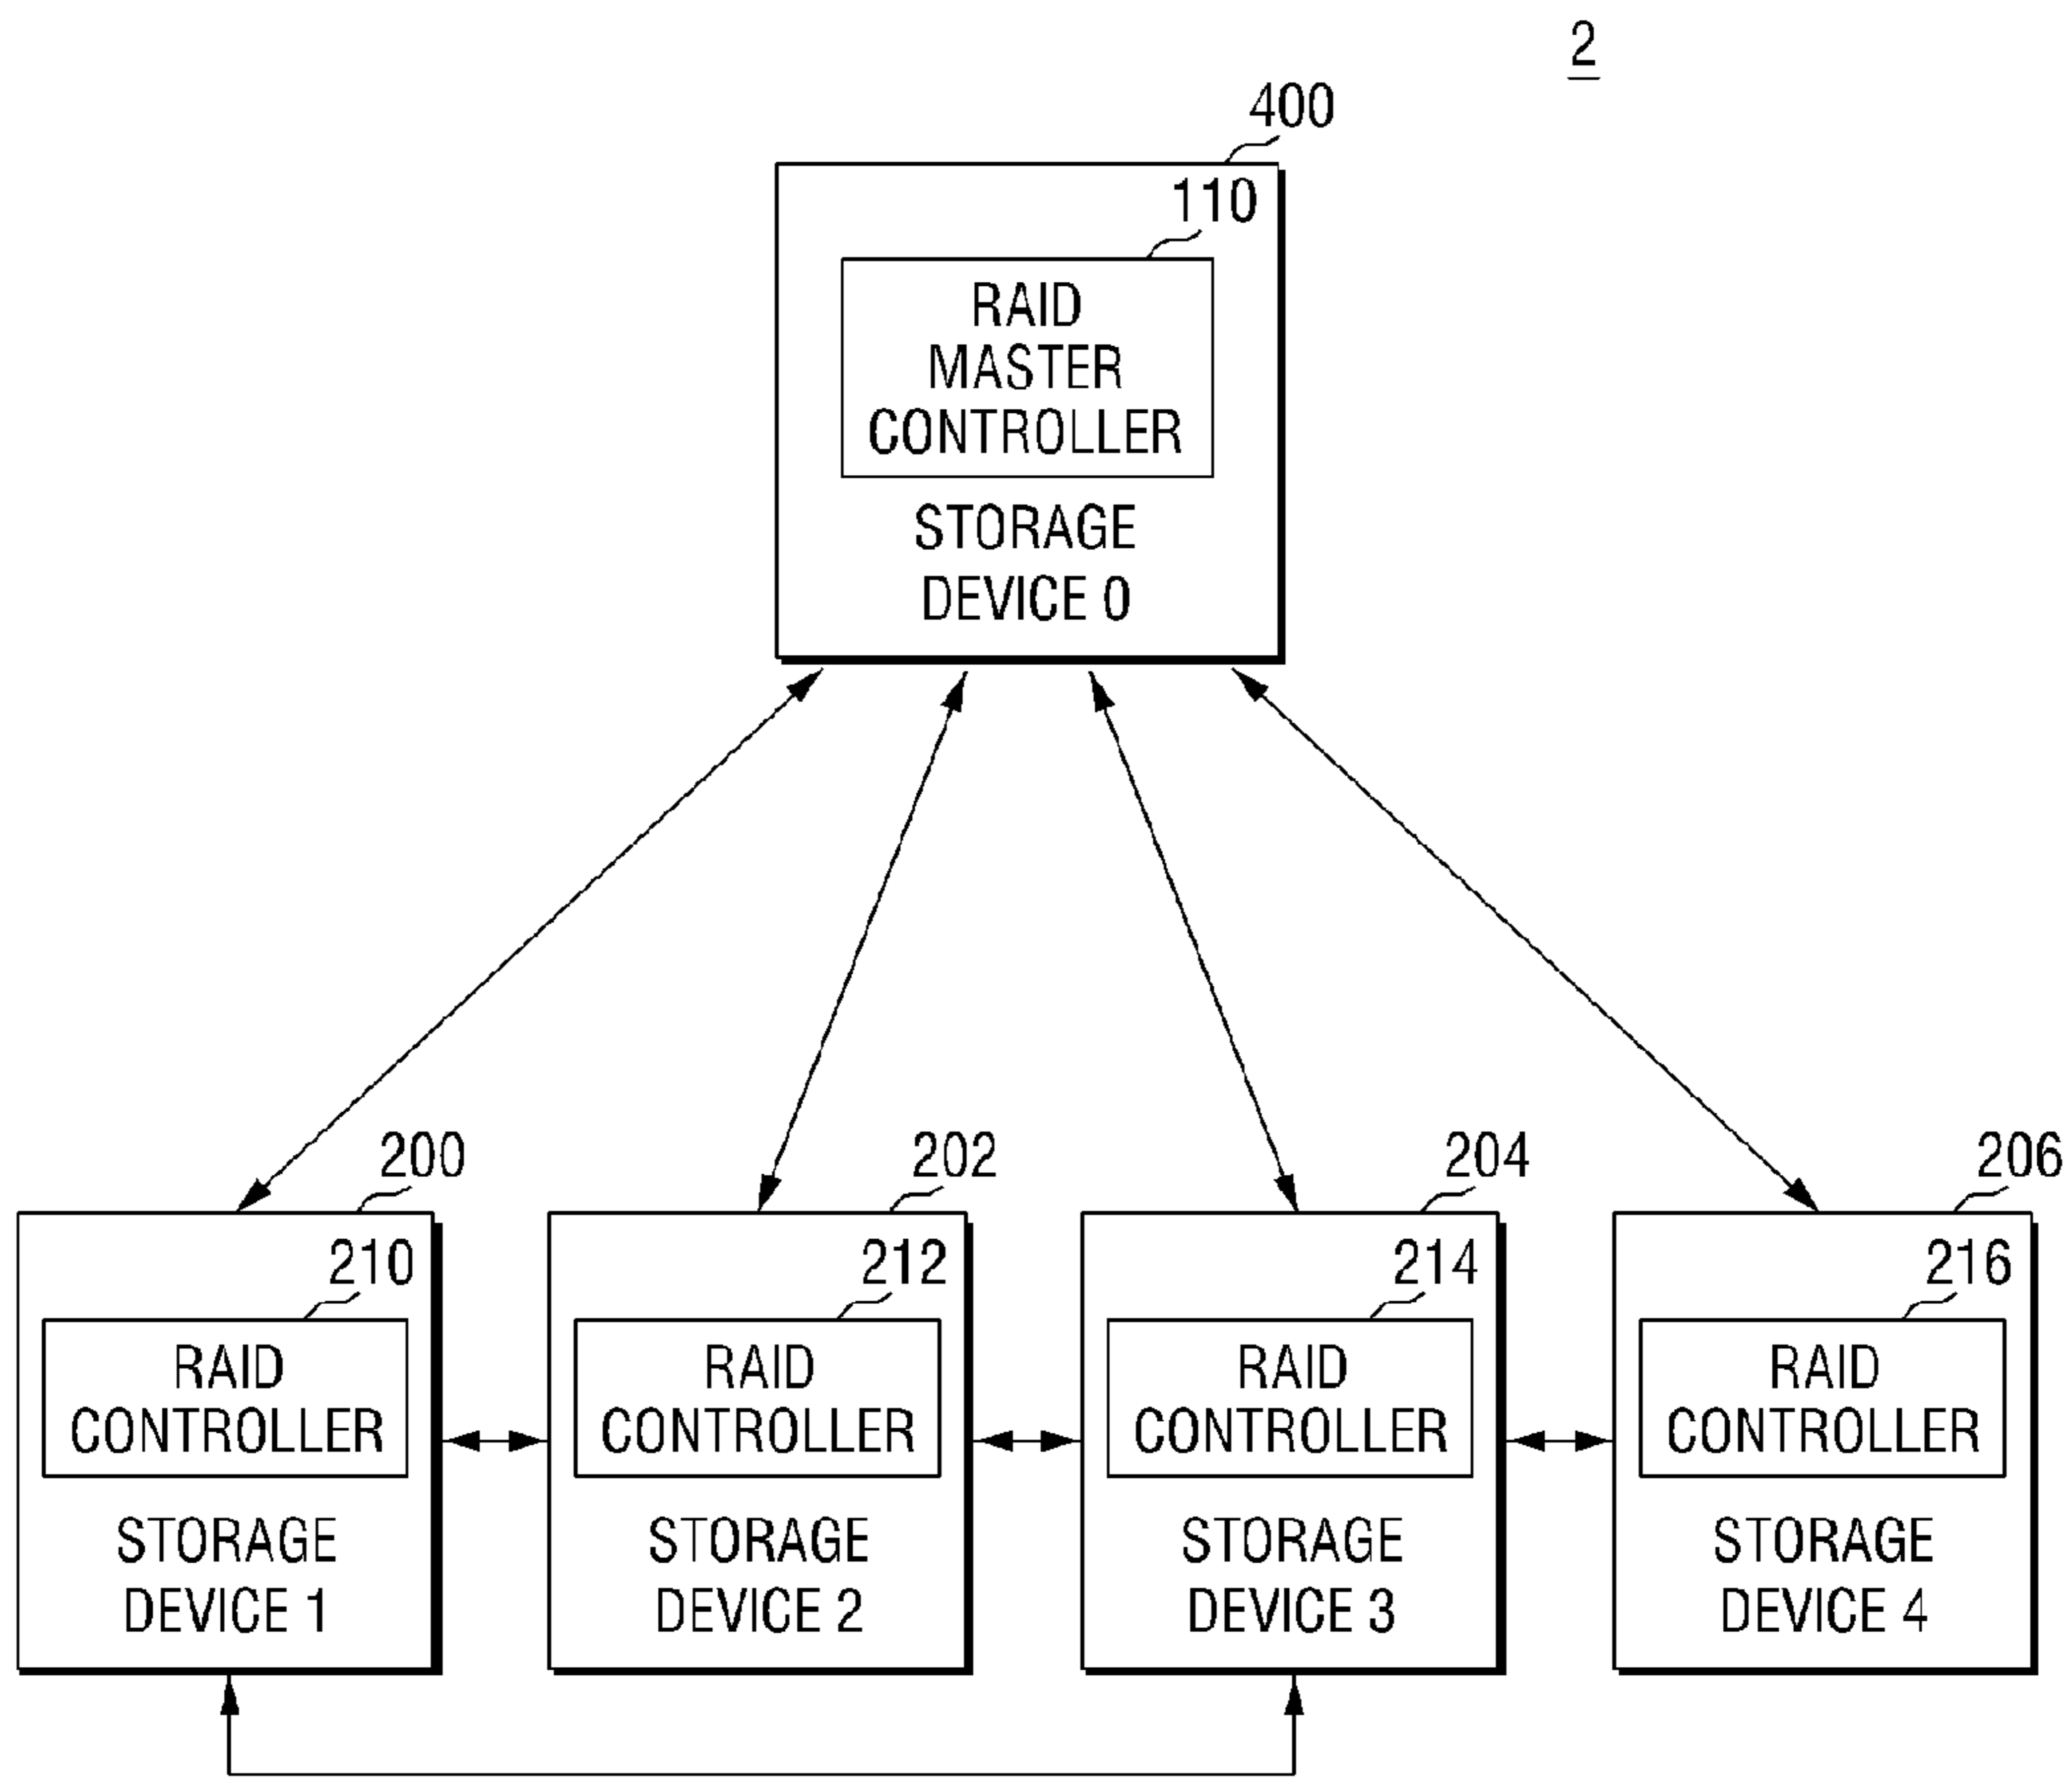 2
400
110
RAID
MASTER
CONTROLLER
STORAGE
DEVICE 0
200
202
204
206
210
212
214
216
RAID
CONTROLLER
STORAGE
DEVICE 1
RAID
CONTROLLER
STORAGE
DEVICE 2
RAID
CONTROLLER
STORAGE
DEVICE 3
RAID
CONTROLLER
STORAGE
DEVICE 4